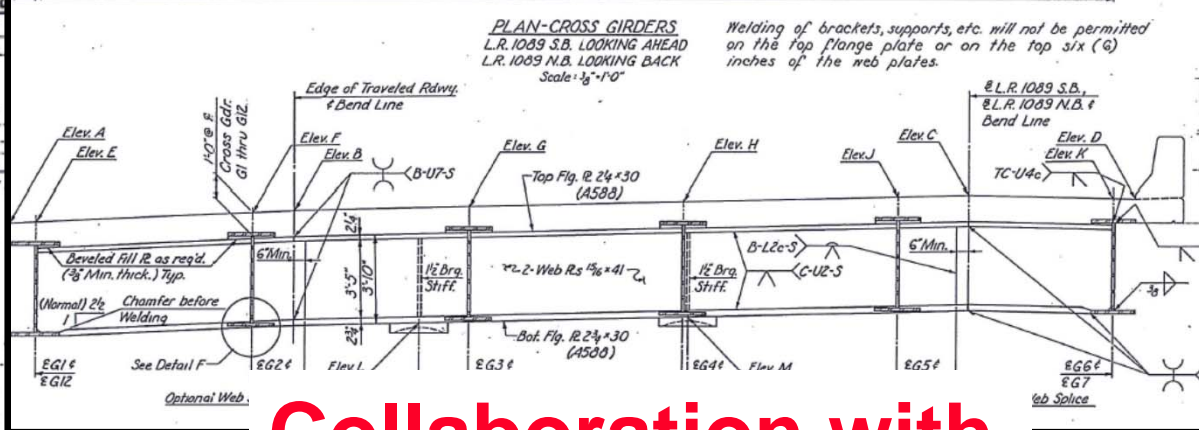 PLAN-CROSS GIRDERS
L.R. 1089 S.B. LOOKING AHEAD
L.R. 1089 N.B. LOOKING BACK
Scale: 3/8"=1'-0"
Welding of brackets, supports, etc. will not be permitted
on the top flange plate or on the top six (6)
inches of the web plates.
Edge of Traveled Rdwy.
¢ Bend Line
℄ L.R. 1089 S.B.,
℄ L.R. 1089 N.B. ¢
Bend Line
1'-0" @ ℄
Cross Gdr.
G1 thru G12
Elev. A
Elev. E
Elev. F
Elev. B
B-U7-S
Elev. G
Top Flg. ℞ 2¼ x 30
(A588)
Elev. H
Elev. J
Elev. C
Elev. D
Elev. K
TC-U4c
Beveled Fill ℞ as req'd.
(3/8 Min. thick.) Typ.
6" Min.
2¼"
3'-5"
3'-10"
2¾"
1½ Brg.
Stiff.
2-Web ℞s 15/16 x 41
1½ Brg.
Stiff.
B-L2c-S
C-U2-S
6" Min.
3/8
(Normal) 2½
1
Chamfer before
Welding
See Detail F
Bot. Flg. ℞ 2¾ x 30
(A588)
℄ G1 ¢
℄ G12
℄ G2 ¢
Elev. L
℄ G3 ¢
℄ G4 ¢
Elev. M
℄ G5 ¢
℄ G6 ¢
℄ G7
Optional Web
Web Splice
Collaboration with